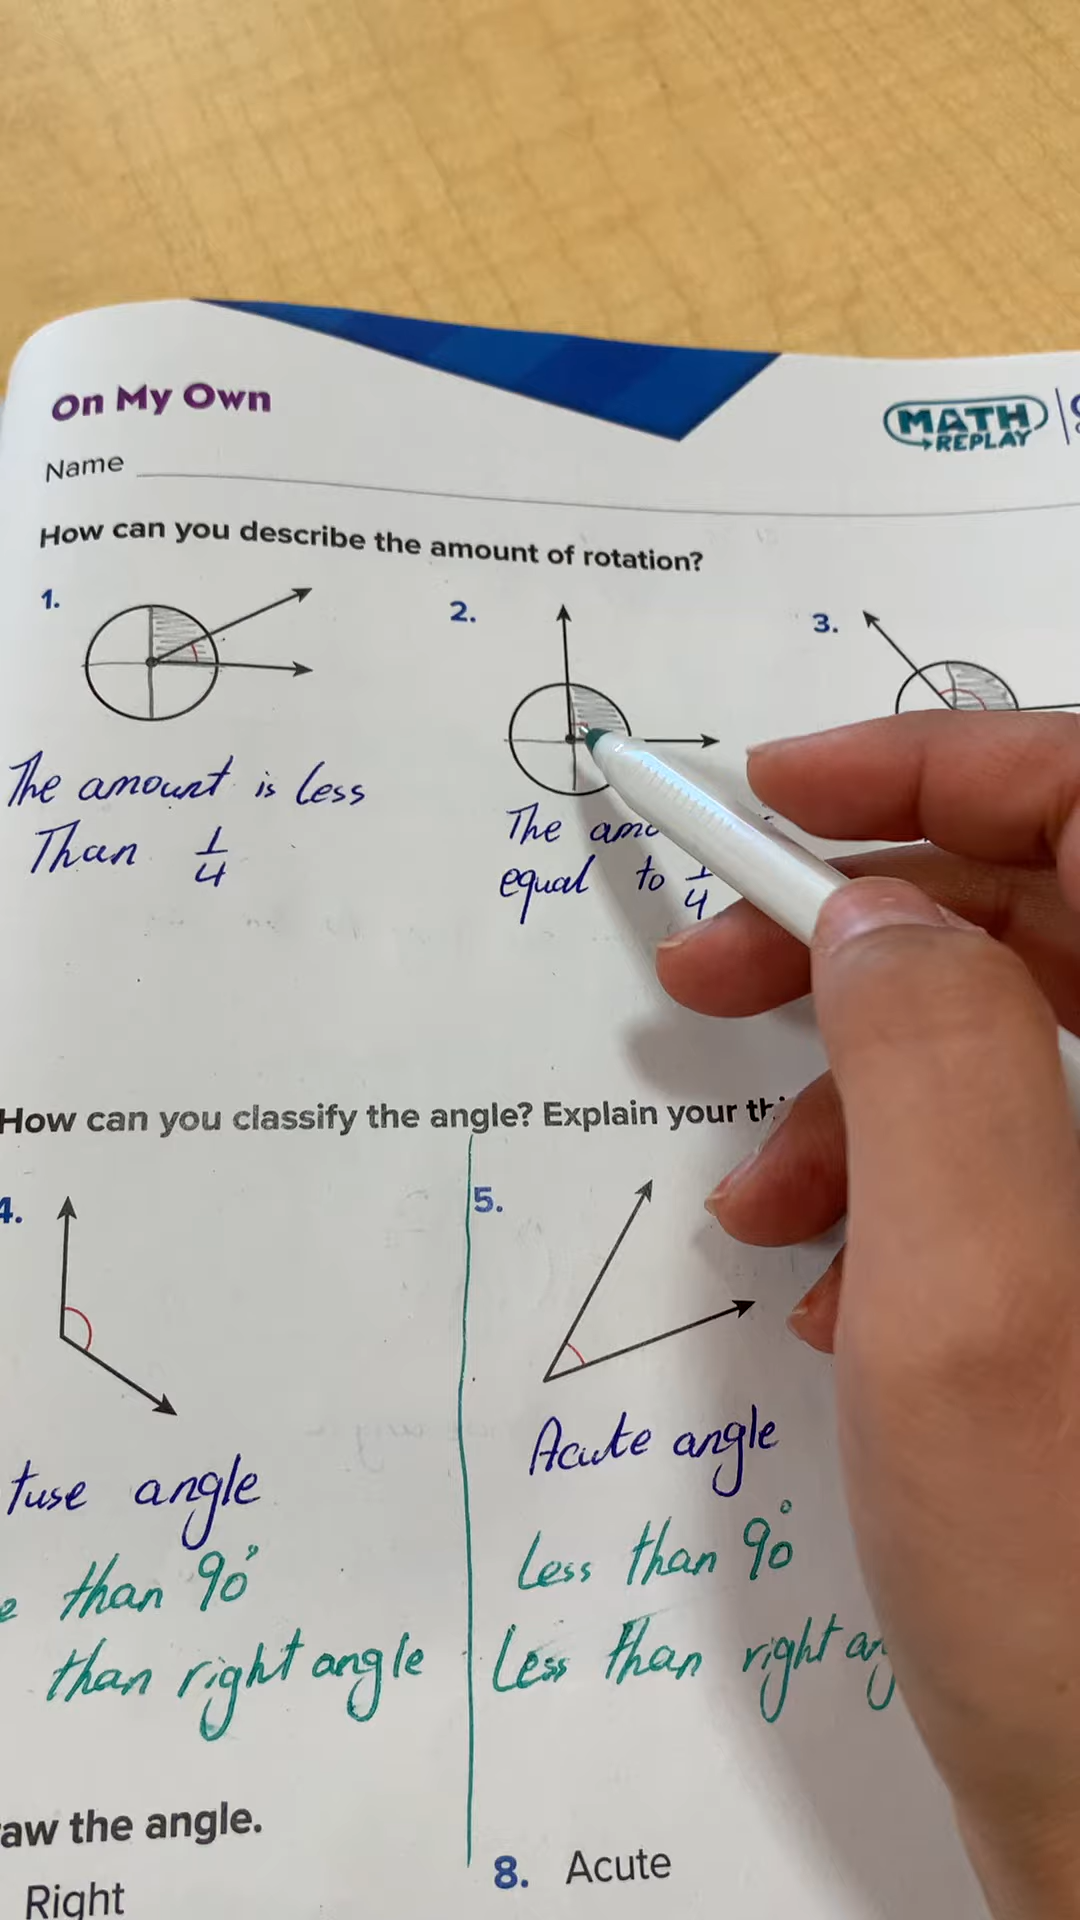 On My Own
MATH
REPLAY
Name
How can you describe the amount of rotation?
1.
2.
3.
The amount is less
Than 1/4
The
equal to 1/4
How can you classify the angle? Explain your
4.
5.
angle
than 90°
than right angle
Acute angle
Less than 90°
Less than right
the angle.
Right
8. Acute